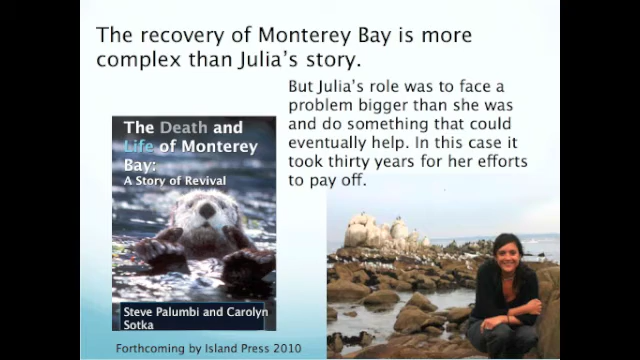 The recovery of Monterey Bay is more
complex than Julia's story.
But Julia's role was to face a
problem bigger than she was
and do something that could
eventually help. In this case it
took thirty years for her efforts
to pay off.
The Death and
Life of Monterey
Bay:
A Story of Revival
Steve Palumbi and Carolyn
Sotka
Forthcoming by Island Press 2010